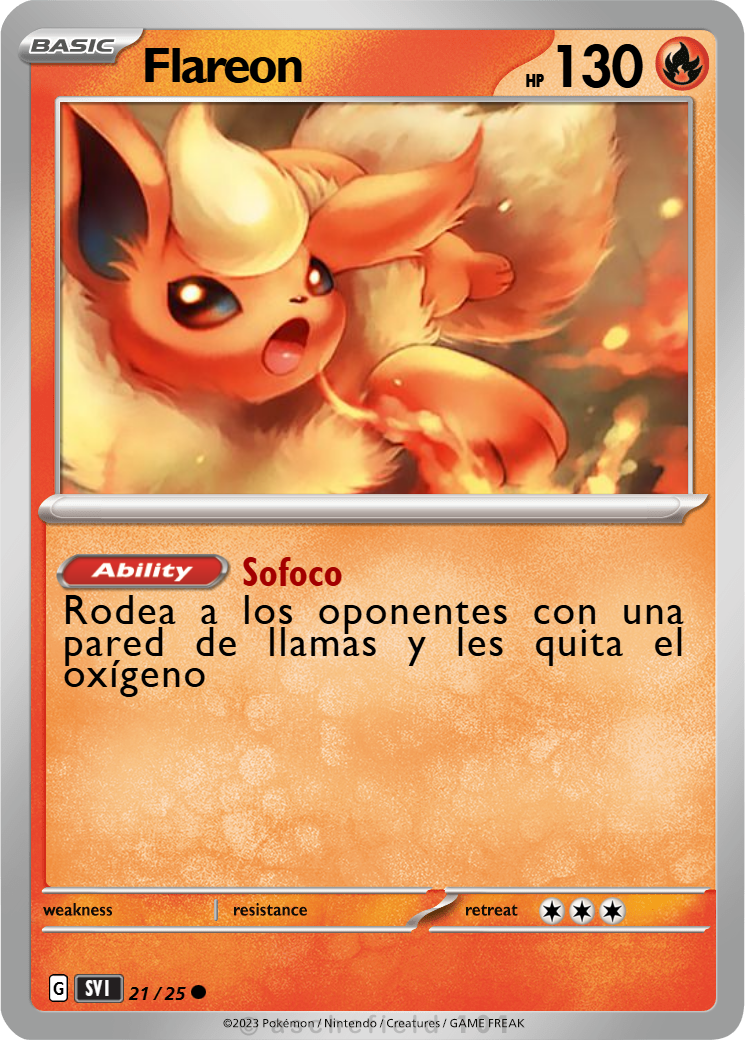 BASIC
Flareon
HP 130
Ability Sofoco
Rodea a los oponentes con una
pared de llamas y les quita el
oxígeno
weakness
resistance
retreat
G SVI 21 / 25
©2023 Pokémon / Nintendo / Creatures / GAME FREAK